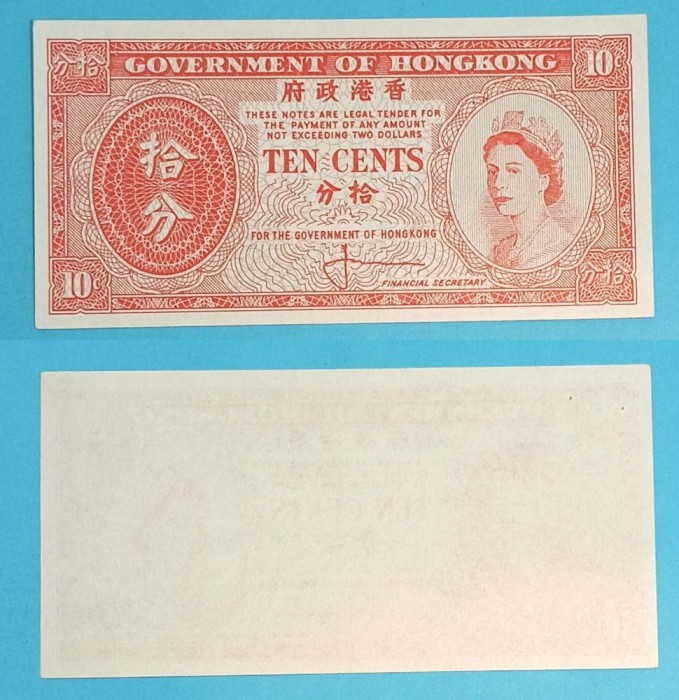 分拾 GOVERNMENT OF HONGKONG 10¢
府政港香
THESE NOTES ARE LEGAL TENDER FOR
THE PAYMENT OF ANY AMOUNT
NOT EXCEEDING TWO DOLLARS
拾分
TEN CENTS
分拾
FOR THE GOVERNMENT OF HONGKONG
10¢
FINANCIAL SECRETARY
分拾